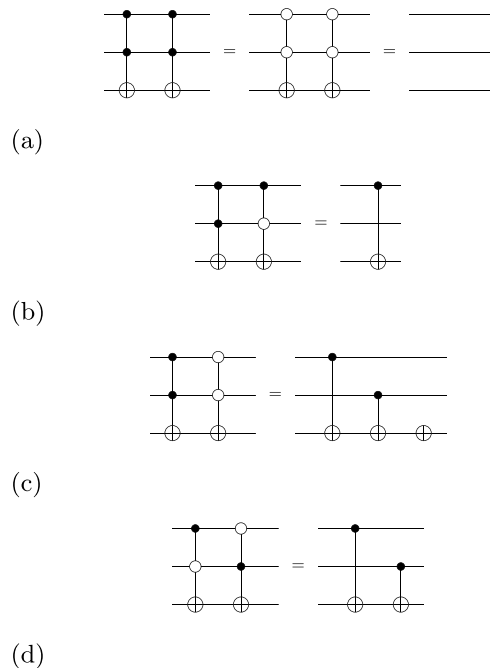 = =
(a)
=
(b)
=
(c)
=
(d)